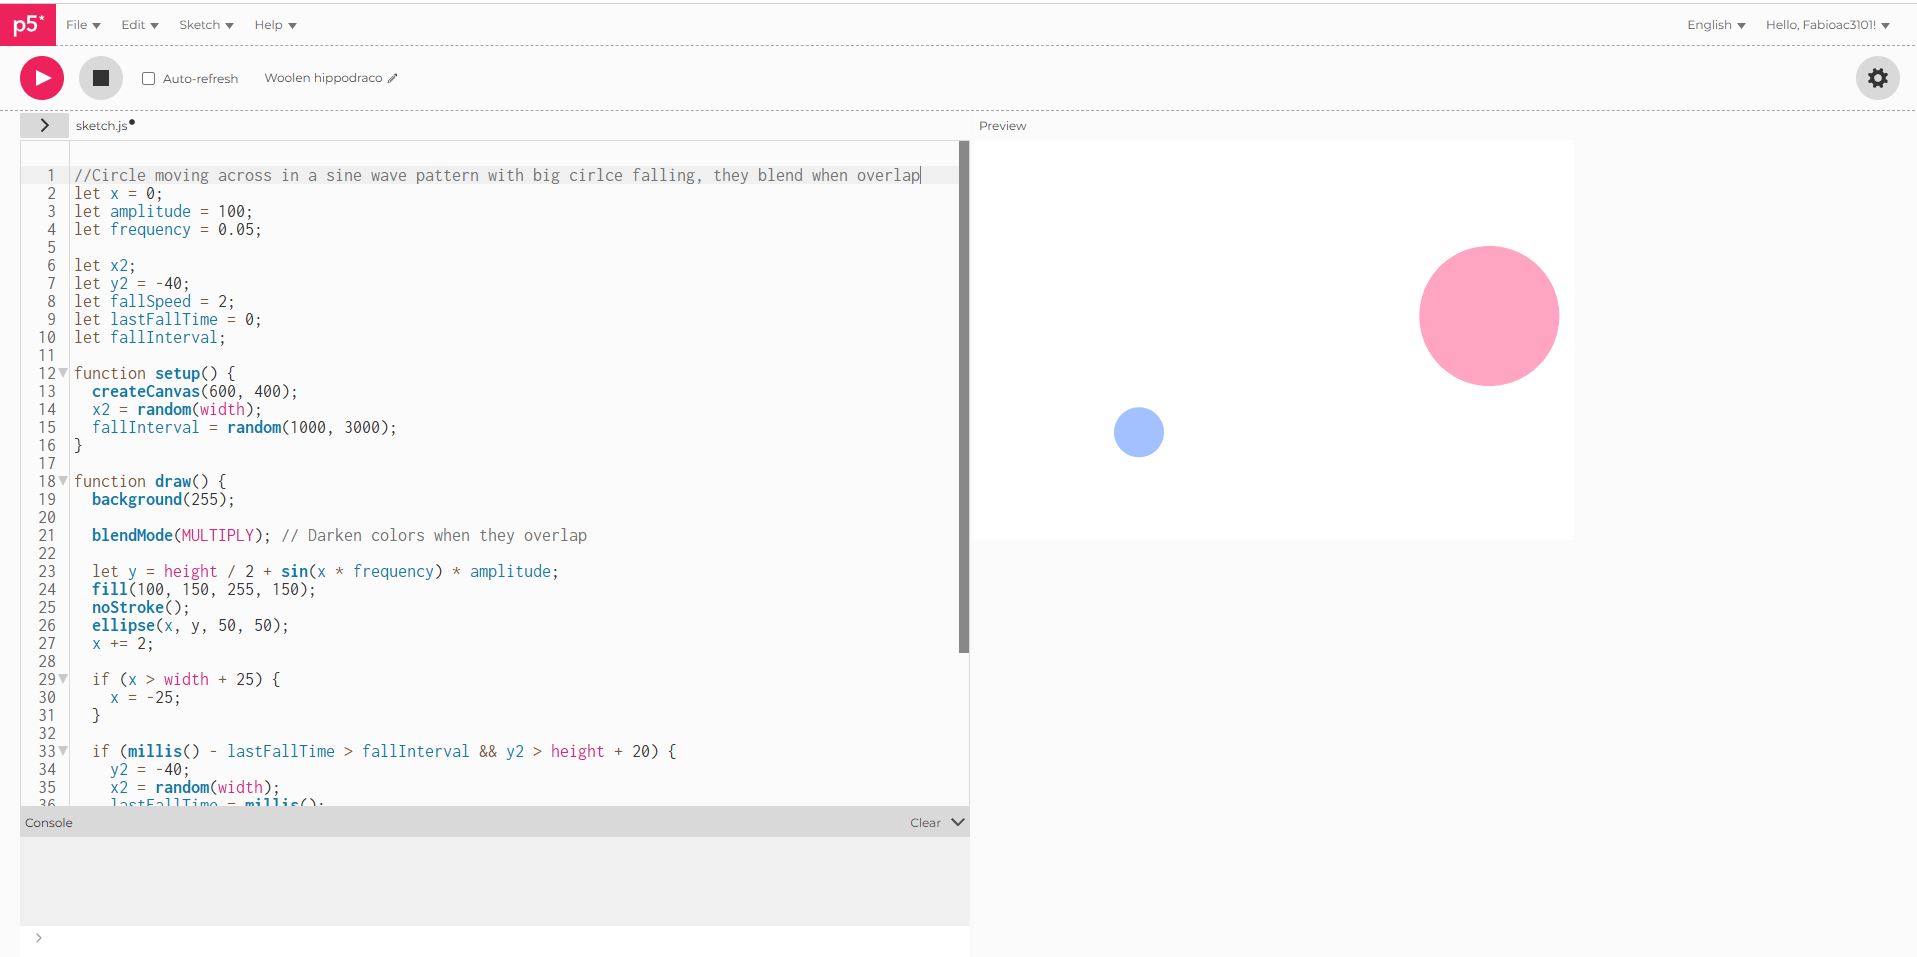 p5*
File Edit Sketch Help English Hello, Fabioac3101!
Auto-refresh Woolen hippodraco
sketch.js Preview
1 //Circle moving across in a sine wave pattern with big cirlce falling, they blend when overlap
2 let x = 0;
3 let amplitude = 100;
4 let frequency = 0.05;
5
6 let x2;
7 let y2 = -40;
8 let fallSpeed = 2;
9 let lastFallTime = 0;
10 let fallInterval;
11
12 function setup() {
13 createCanvas(600, 400);
14 x2 = random(width);
15 fallInterval = random(1000, 3000);
16 }
17
18 function draw() {
19 background(255);
20
21 blendMode(MULTIPLY); // Darken colors when they overlap
22
23 let y = height / 2 + sin(x * frequency) * amplitude;
24 fill(100, 150, 255, 150);
25 noStroke();
26 ellipse(x, y, 50, 50);
27 x += 2;
28
29 if (x > width + 25) {
30 x = -25;
31 }
32
33 if (millis() - lastFallTime > fallInterval && y2 > height + 20) {
34 y2 = -40;
35 x2 = random(width);
36 lastFallTime = millis();
Console Clear
>